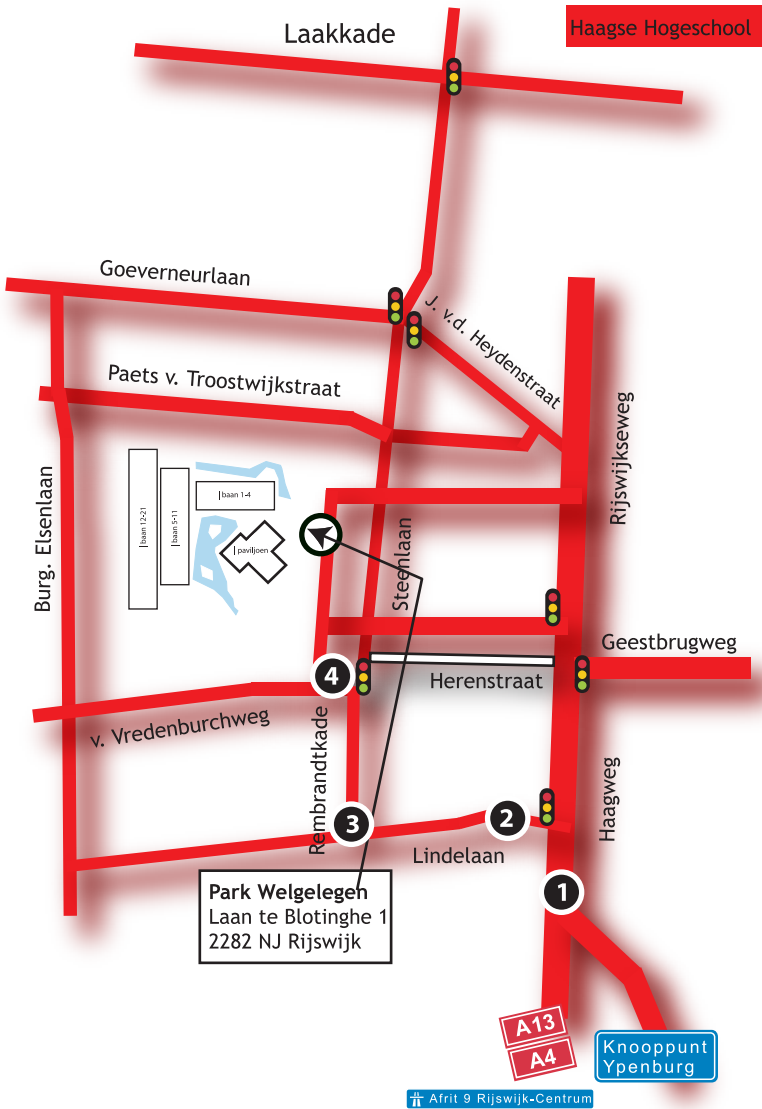 Haagse Hogeschool
Laakkade
Goeverneurlaan
J. v.d. Heydenstraat
Paets v. Troostwijkstraat
Rijswijkseweg
baan 12-21
baan 5-11
baan 1-4
paviljoen
Burg. Elsenlaan
Steenlaan
Geestbrugweg
4
Herenstraat
v. Vredenburchweg
Rembrandtkade
3
2
Haagweg
Lindelaan
1
Park Welgelegen
Laan te Blotinghe 1
2282 NJ Rijswijk
A13
A4
Knooppunt
Ypenburg
Afrit 9 Rijswijk-Centrum